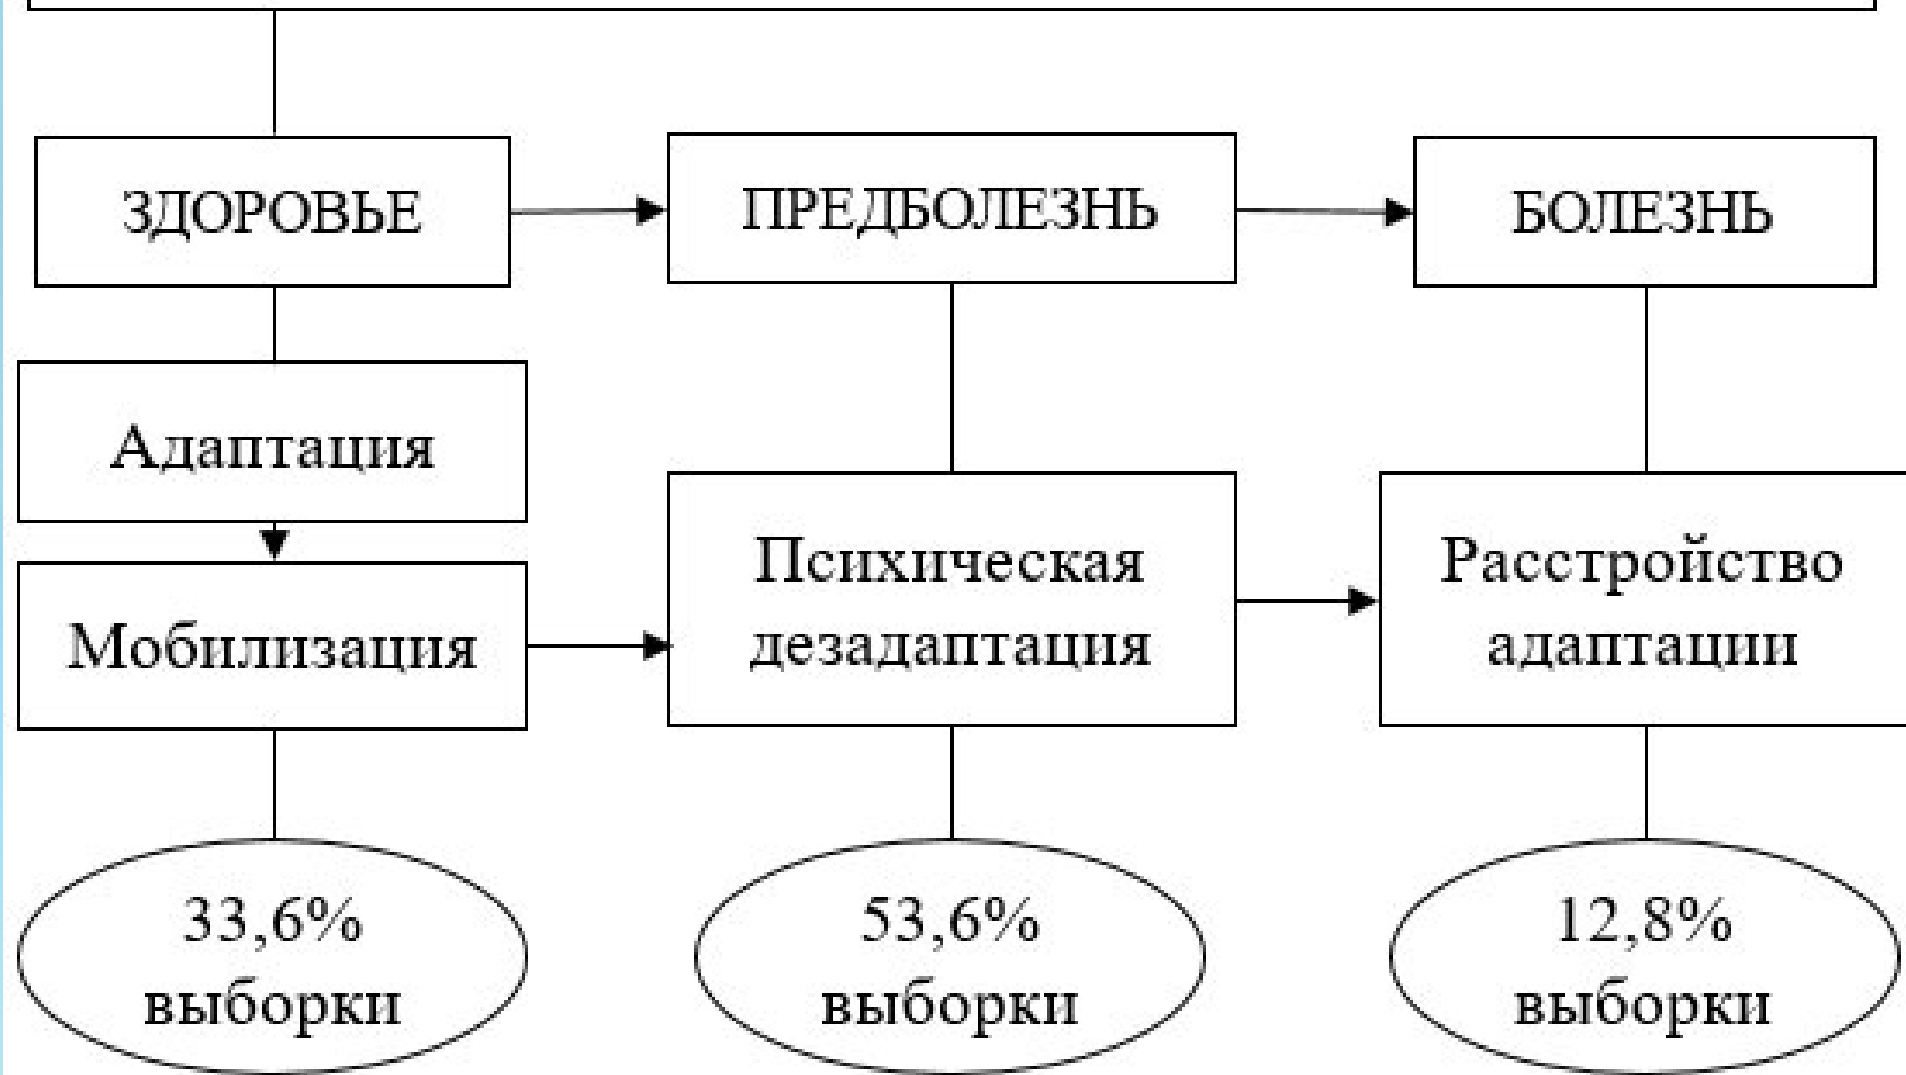 ЗДОРОВЬЕ
ПРЕДБОЛЕЗНЬ
БОЛЕЗНЬ
Адаптация
Мобилизация
Психическая
дезадаптация
Расстройство
адаптации
33,6%
выборки
53,6%
выборки
12,8%
выборки